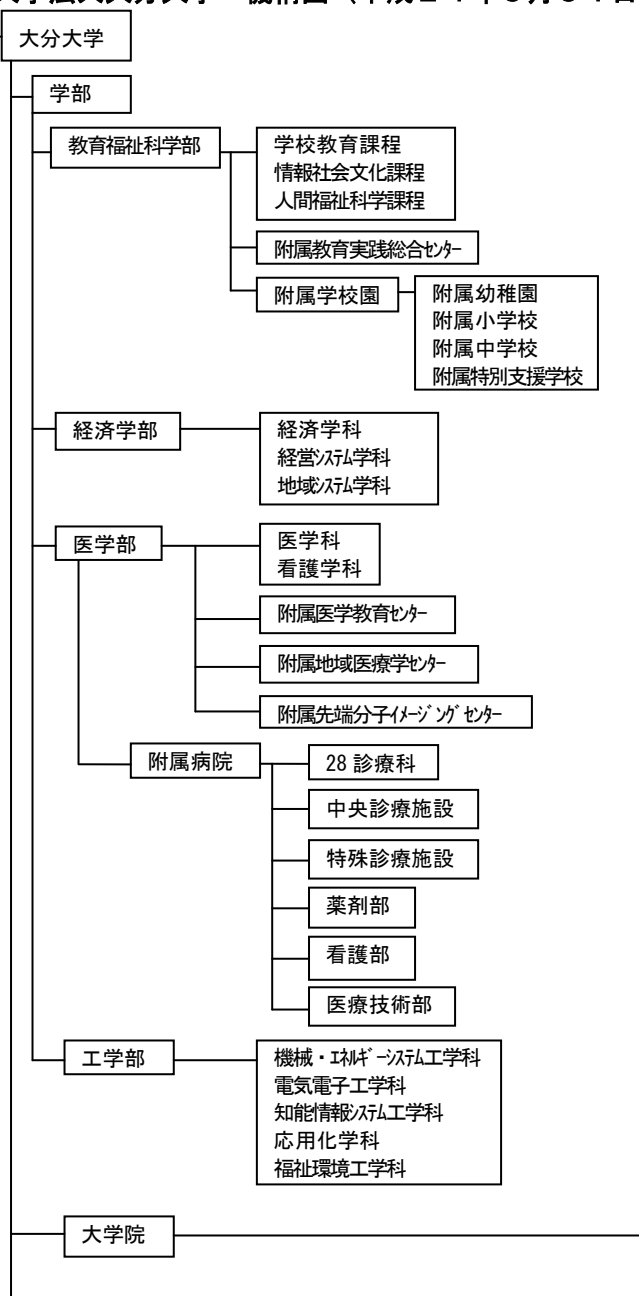 大分大学
学部
教育福祉科学部
学校教育課程
情報社会文化課程
人間福祉科学課程
附属教育実践総合ｾﾝﾀｰ
附属学校園
附属幼稚園
附属小学校
附属中学校
附属特別支援学校
経済学部
経済学科
経営ｼｽﾃﾑ学科
地域ｼｽﾃﾑ学科
医学部
医学科
看護学科
附属医学教育ｾﾝﾀｰ
附属地域医療学ｾﾝﾀｰ
附属先端分子ｲﾒｰｼﾞﾝｸﾞｾﾝﾀｰ
附属病院
28 診療科
中央診療施設
特殊診療施設
薬剤部
看護部
医療技術部
工学部
機械・ｴﾈﾙｷﾞｰｼｽﾃﾑ工学科
電気電子工学科
知能情報ｼｽﾃﾑ工学科
応用化学科
福祉環境工学科
大学院